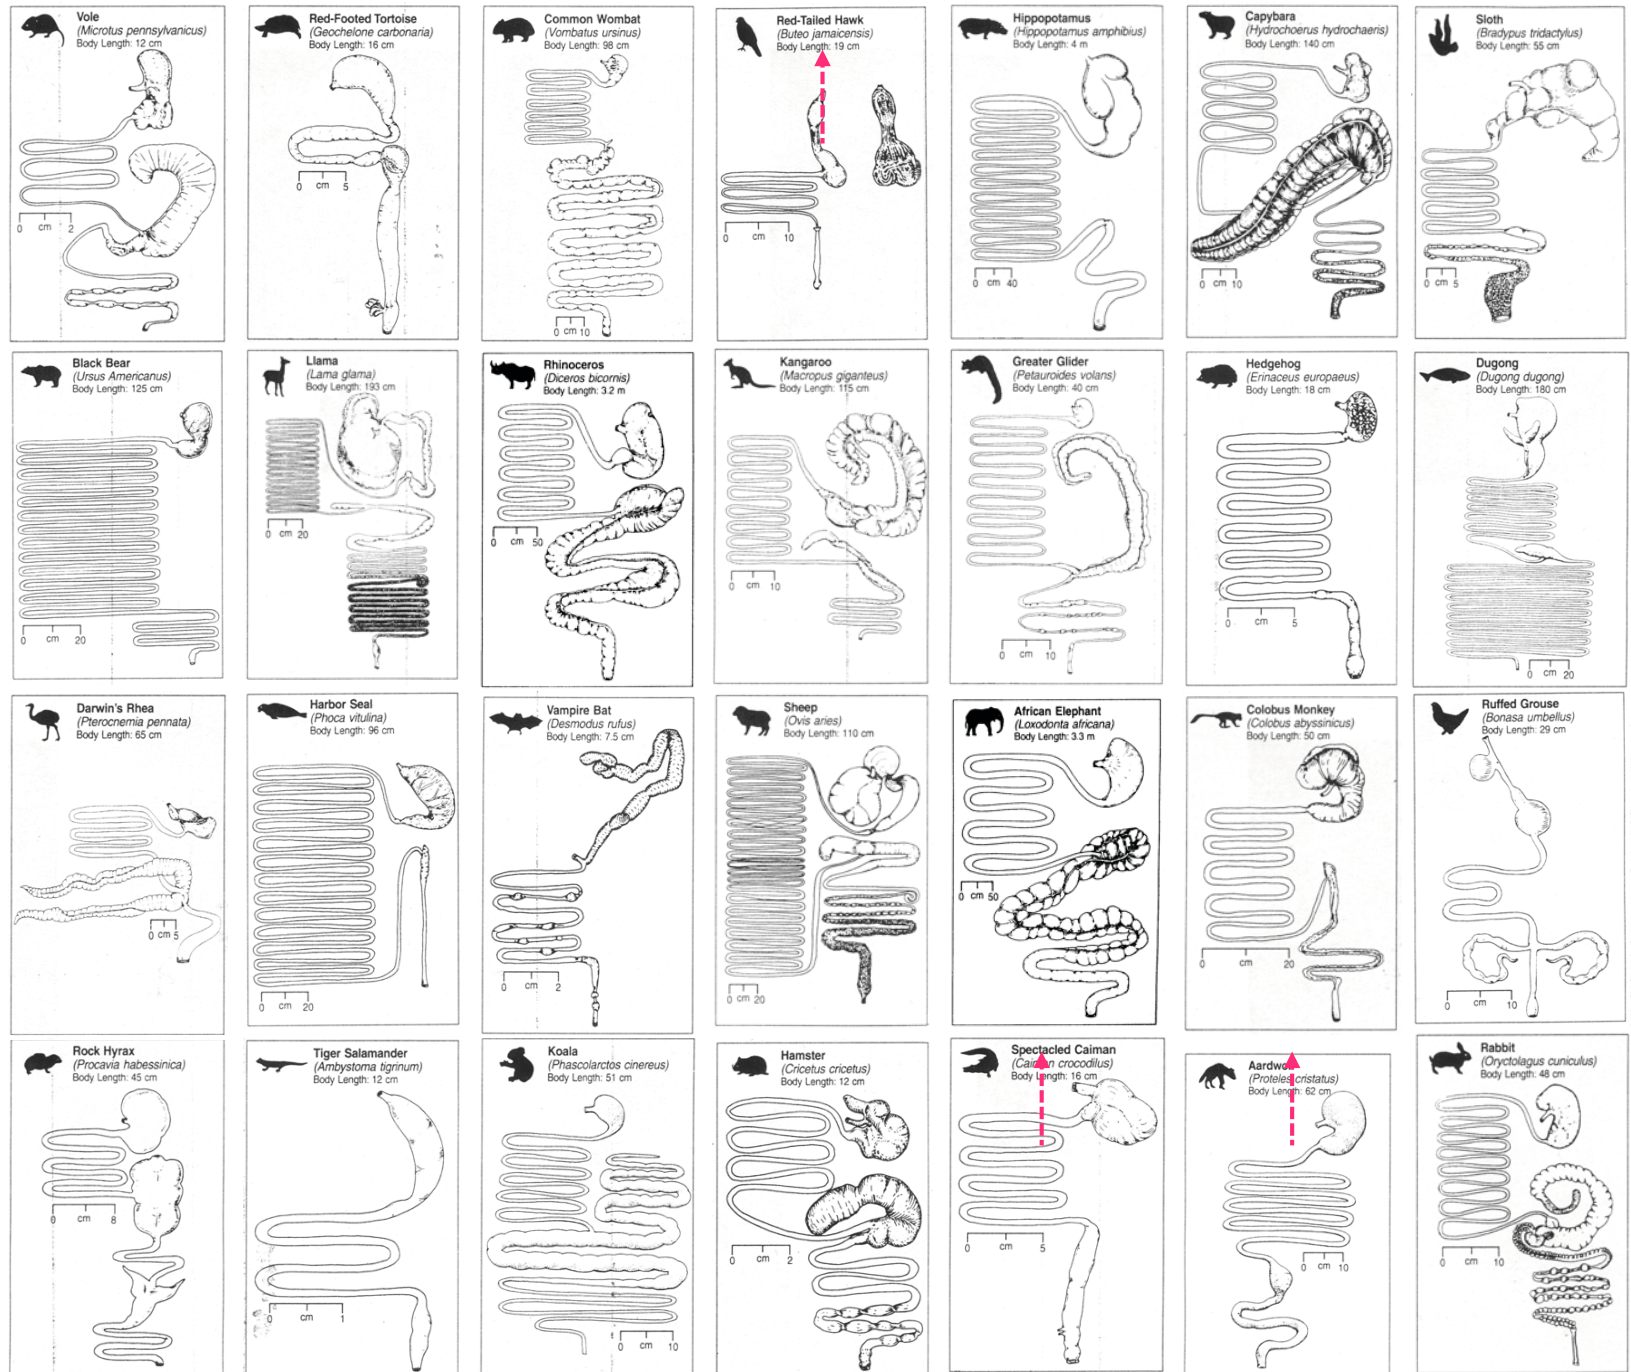 Vole
(Microtus pennsylvanicus)
Body Length: 12 cm
0 cm 2
Red-Footed Tortoise
(Geochelone carbonaria)
Body Length: 16 cm
0 cm 5
Common Wombat
(Vombatus ursinus)
Body Length: 98 cm
0 cm 10
Red-Tailed Hawk
(Buteo jamaicensis)
Body Length: 19 cm
0 cm 10
Hippopotamus
(Hippopotamus amphibius)
Body Length: 4 m
0 cm 40
Capybara
(Hydrochoerus hydrochaeris)
Body Length: 140 cm
0 cm 10
Sloth
(Bradypus tridactylus)
Body Length: 55 cm
0 cm 5
Black Bear
(Ursus Americanus)
Body Length: 125 cm
0 cm 20
Llama
(Lama glama)
Body Length: 193 cm
0 cm 20
Rhinoceros
(Diceros bicornis)
Body Length: 3.2 m
0 cm 50
Kangaroo
(Macropus giganteus)
Body Length: 115 cm
0 cm 10
Greater Glider
(Petauroides volans)
Body Length: 40 cm
0 cm 10
Hedgehog
(Erinaceus europaeus)
Body Length: 18 cm
0 cm 5
Dugong
(Dugong dugong)
Body Length: 180 cm
0 cm 20
Darwin's Rhea
(Pterocnemia pennata)
Body Length: 65 cm
0 cm 5
Harbor Seal
(Phoca vitulina)
Body Length: 96 cm
0 cm 20
Vampire Bat
(Desmodus rufus)
Body Length: 7.5 cm
0 cm 2
Sheep
(Ovis aries)
Body Length: 110 cm
0 cm 20
African Elephant
(Loxodonta africana)
Body Length: 3.3 m
0 cm 50
Colobus Monkey
(Colobus abyssinicus)
Body Length: 50 cm
0 cm 20
Ruffed Grouse
(Bonasa umbellus)
Body Length: 29 cm
0 cm 10
Rock Hyrax
(Procavia habessinica)
Body Length: 45 cm
0 cm 8
Tiger Salamander
(Ambystoma tigrinum)
Body Length: 12 cm
0 cm 1
Koala
(Phascolarctos cinereus)
Body Length: 51 cm
0 cm 10
Hamster
(Cricetus cricetus)
Body Length: 12 cm
0 cm 2
Spectacled Caiman
(Caiman crocodilus)
Body Length: 16 cm
0 cm 5
Aardwolf
(Proteles cristatus)
Body Length: 62 cm
0 cm 10
Rabbit
(Oryctolagus cuniculus)
Body Length: 48 cm
0 cm 10